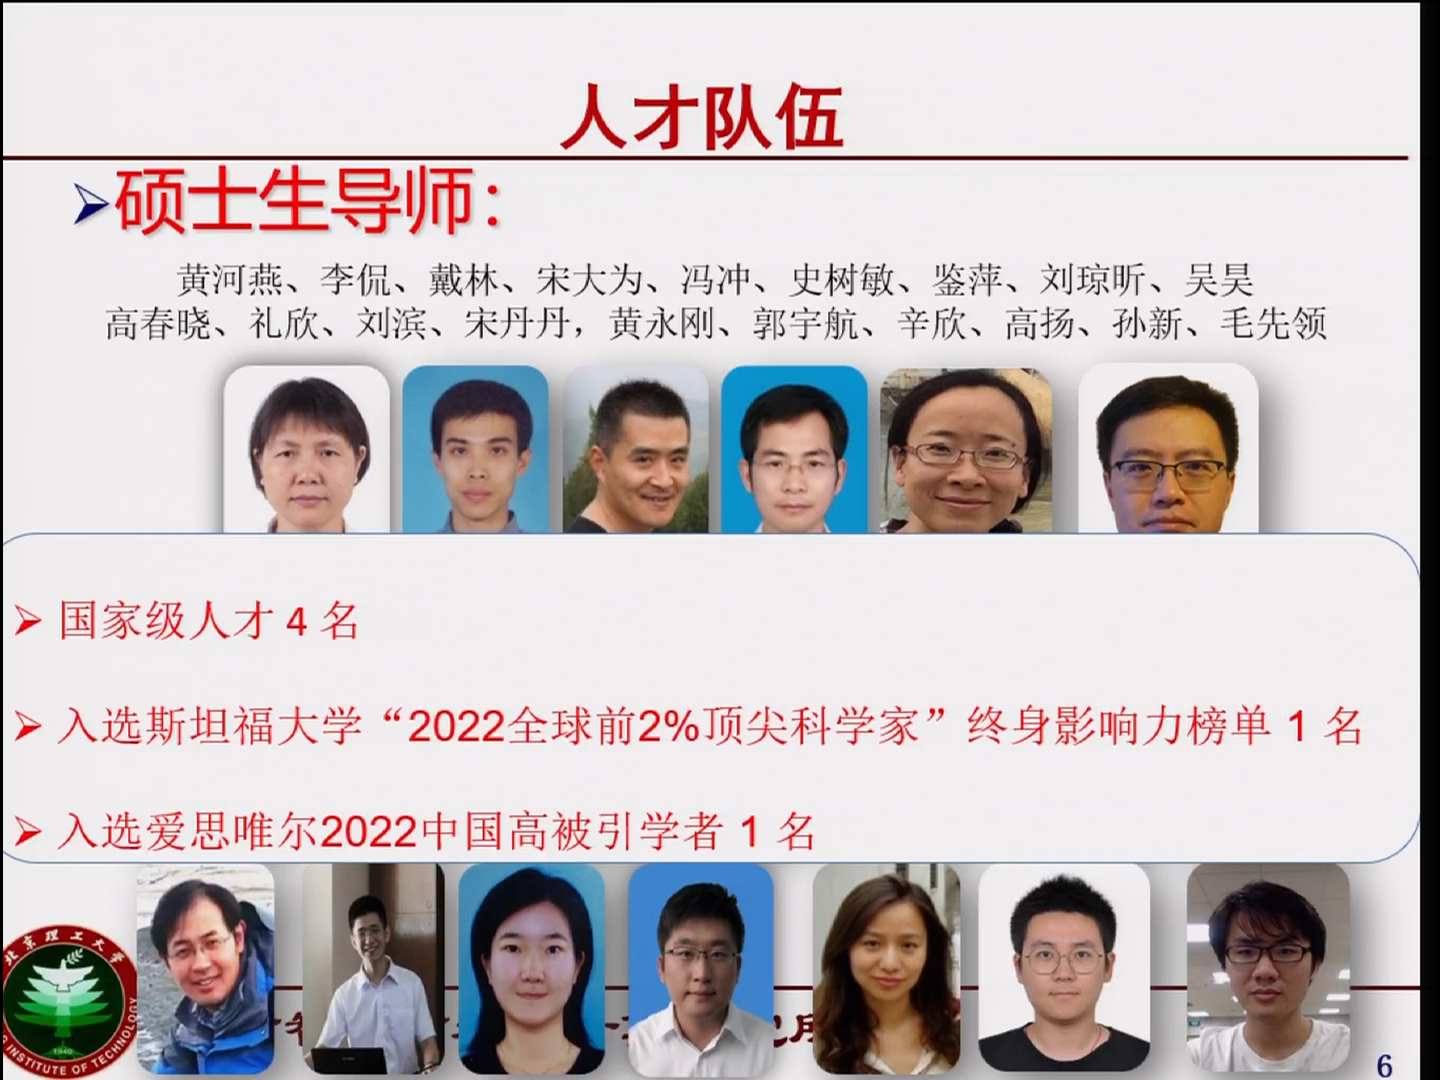 人才队伍
➢硕士生导师：
黄河燕、李侃、戴林、宋大为、冯冲、史树敏、鉴萍、刘琼昕、吴昊
高春晓、礼欣、刘滨、宋丹丹，黄永刚、郭宇航、辛欣、高扬、孙新、毛先领
➢ 国家级人才 4 名
➢ 入选斯坦福大学“2022全球前2%顶尖科学家”终身影响力榜单 1 名
➢ 入选爱思唯尔2022中国高被引学者 1 名
北京理工大学
INSTITUTE OF TECHNOLOGY
1940
6